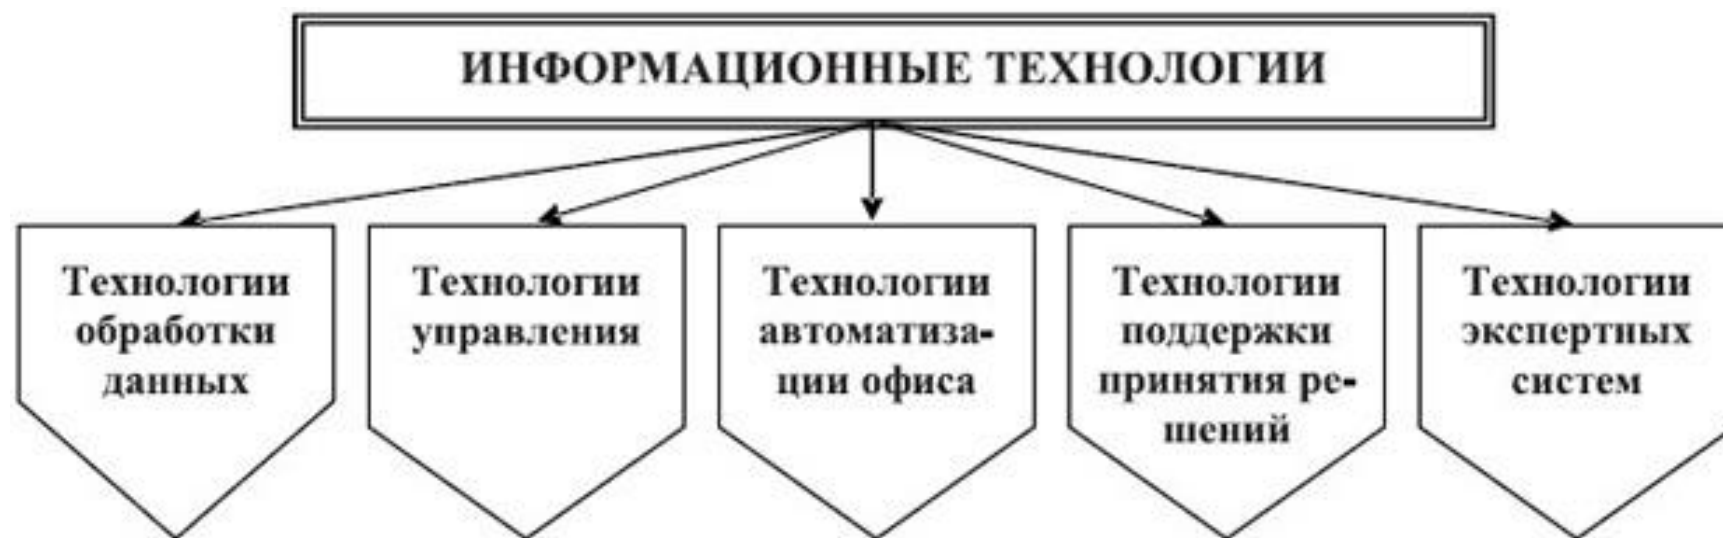 ИНФОРМАЦИОННЫЕ ТЕХНОЛОГИИ
Технологии
обработки
данных
Технологии
управления
Технологии
автоматиза-
ции офиса
Технологии
поддержки
принятия ре-
шений
Технологии
экспертных
систем